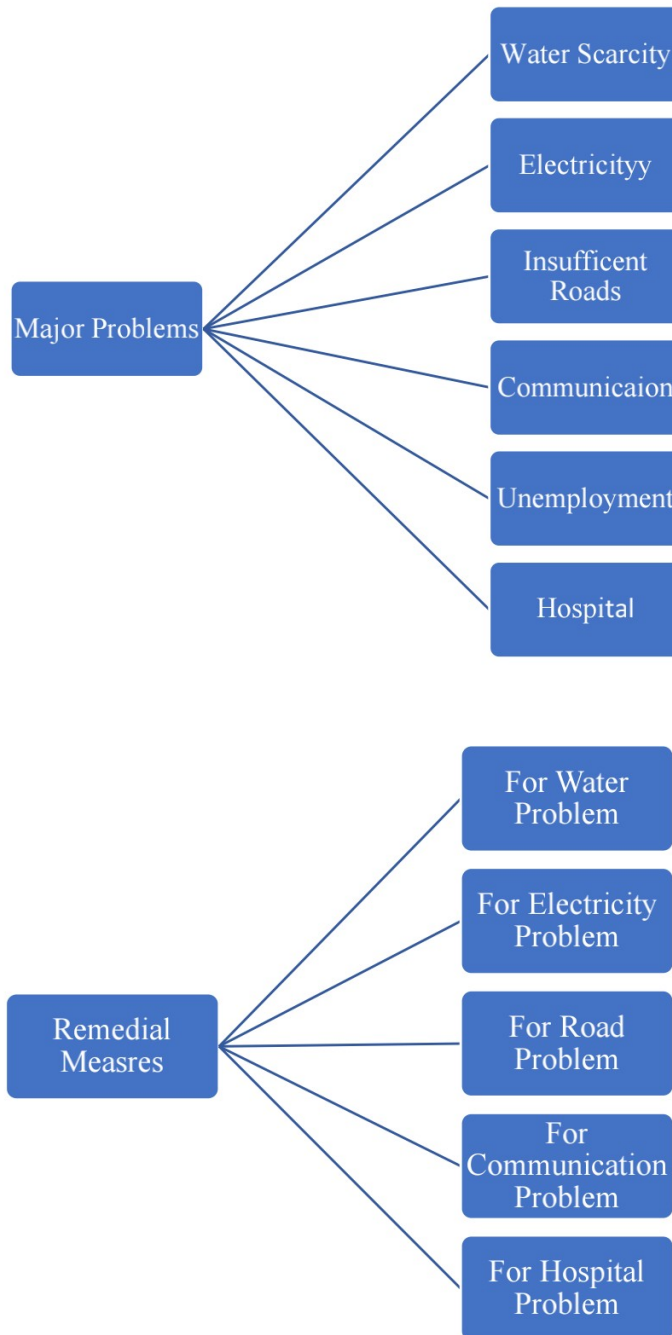 Major Problems
Water Scarcity
Electricityy
Insufficent
Roads
Communicaion
Unemployment
Hospital
Remedial
Measres
For Water
Problem
For Electricity
Problem
For Road
Problem
For
Communication
Problem
For Hospital
Problem